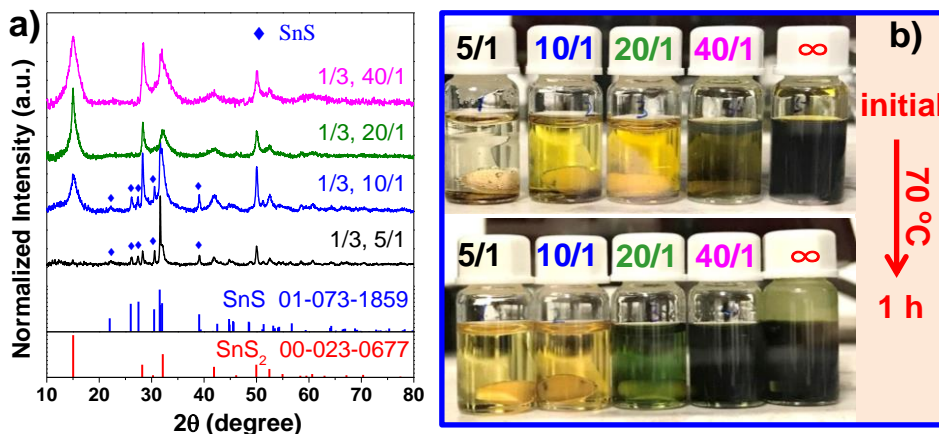 a)
◆ SnS
1/3, 40/1
1/3, 20/1
1/3, 10/1
1/3, 5/1
SnS 01-073-1859
SnS₂ 00-023-0677
Normalized Intensity (a.u.)
10 20 30 40 50 60 70 80
2θ (degree)
b)
5/1 10/1 20/1 40/1 ∞
2 3
initial
70 °C
1 h
5/1 10/1 20/1 40/1 ∞